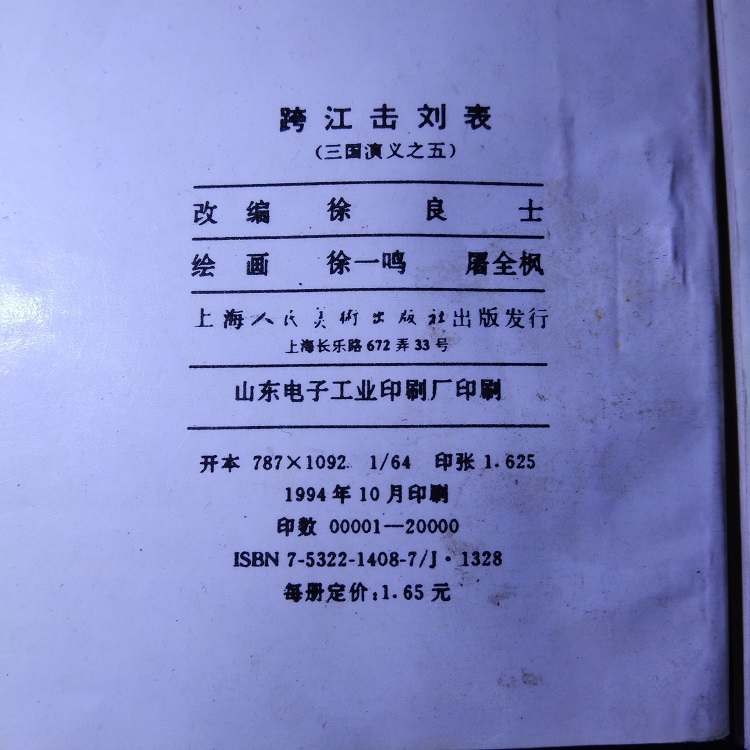 跨江击刘表
（三国演义之五）
改编 徐良士
绘画 徐一鸣 屠全枫
上海人民美術出版社出版发行
上海长乐路672弄33号
山东电子工业印刷厂印刷
开本 787×1092 1/64 印张 1.625
1994年10月印刷
印数 00001—20000
ISBN 7-5322-1408-7/J·1328
每册定价：1.65元